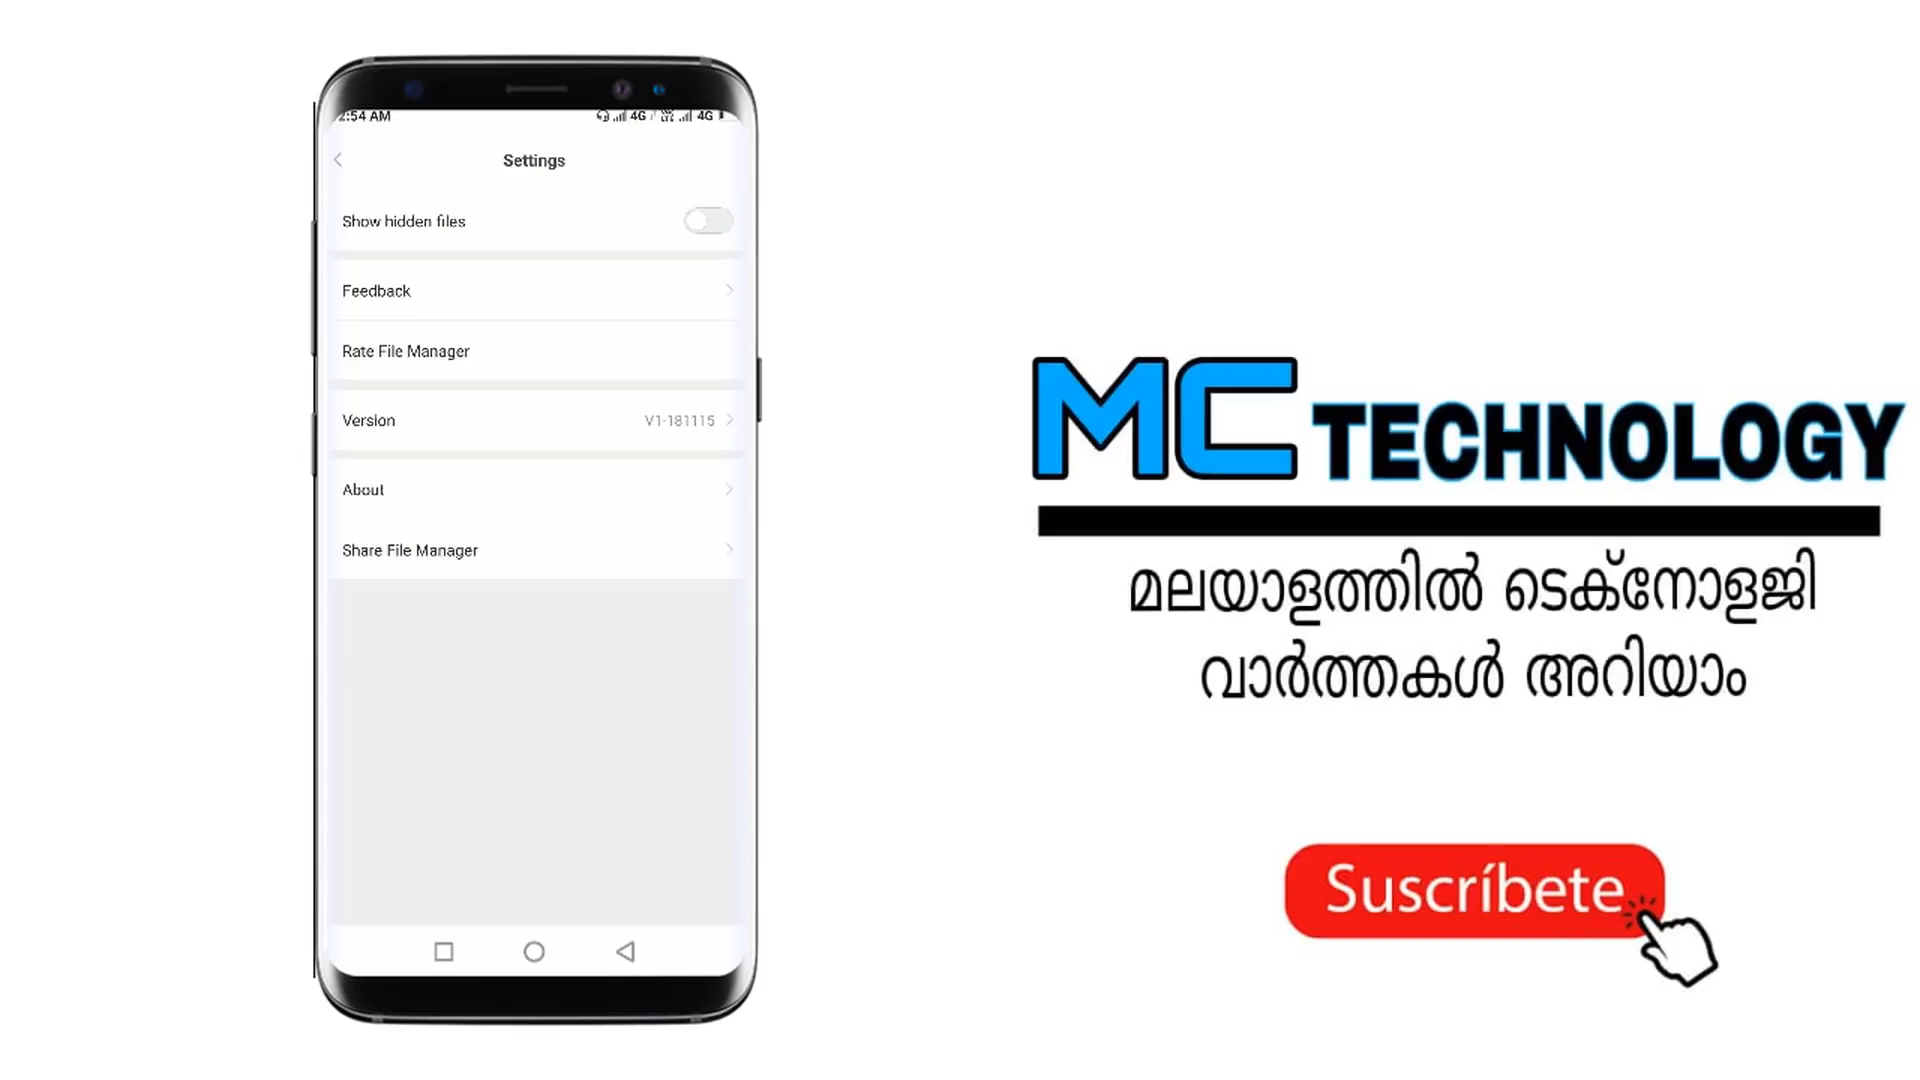 2:54 AM
4G
4G
Settings
Show hidden files
Feedback
Rate File Manager
Version
V1-181115
About
Share File Manager
MC TECHNOLOGY
മലയാളത്തിൽ ടെക്നോളജി
വാർത്തകൾ അറിയാം
Suscríbete